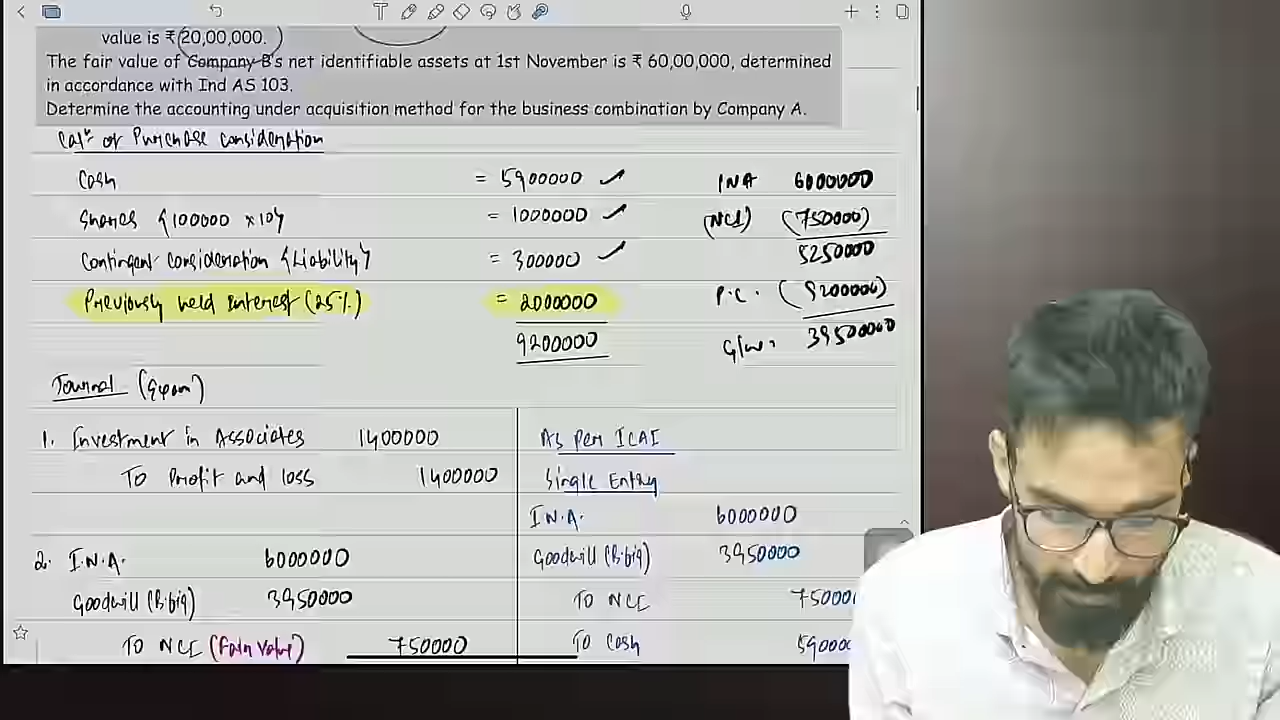 value is ₹ 20,00,000.
The fair value of Company B's net identifiable assets at 1st November is ₹ 60,00,000, determined
in accordance with Ind AS 103.
Determine the accounting under acquisition method for the business combination by Company A.
Calⁿ of Purchase consideration
Cash = 5900000
Shares {100000 x10} = 1000000
Contingent consideration {Liability} = 300000
Previously held interest (25%) = 2000000
9200000
INA 6000000
(NCI) (750000)
5250000
P.C. (9200000)
G/w. 39500000
Journal
1. Investment in Associates 1400000
To Profit and loss 1400000
2. I.N.A. 6000000
Goodwill (B.fig) 3950000
To NCI (Fair value) 750000
As per ICAI
Single Entry
I.N.A. 6000000
Goodwill (B.fig) 3950000
To NCI
To Cash